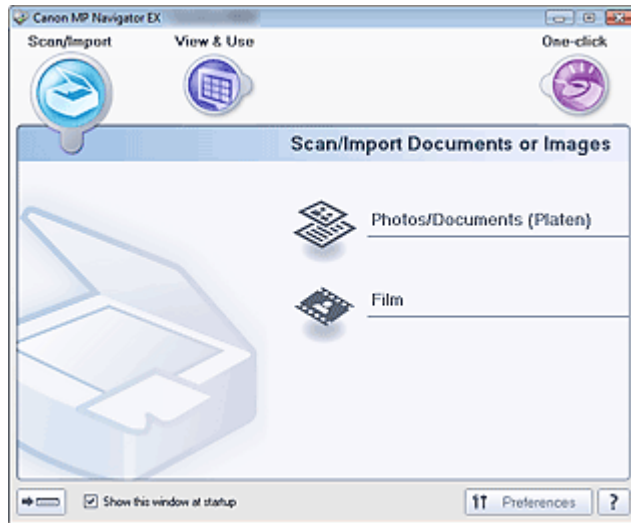 Canon MP Navigator EX
Scan/Import View & Use One-click
Scan/Import Documents or Images
Photos/Documents (Platen)
Film
Show this window at startup Preferences ?